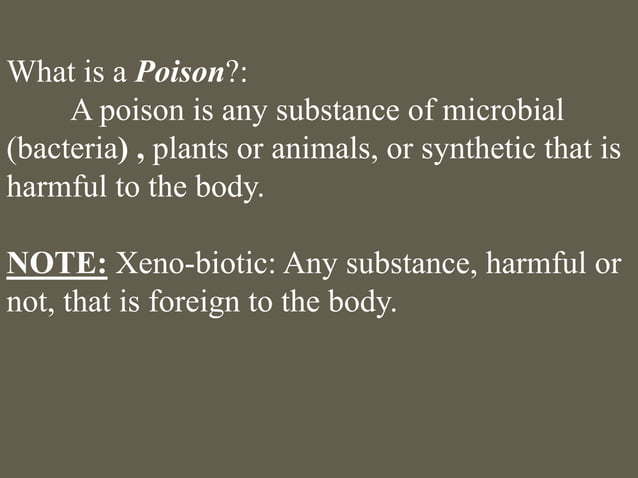 What is a Poison?:
A poison is any substance of microbial
(bacteria) , plants or animals, or synthetic that is
harmful to the body.
NOTE: Xeno-biotic: Any substance, harmful or
not, that is foreign to the body.